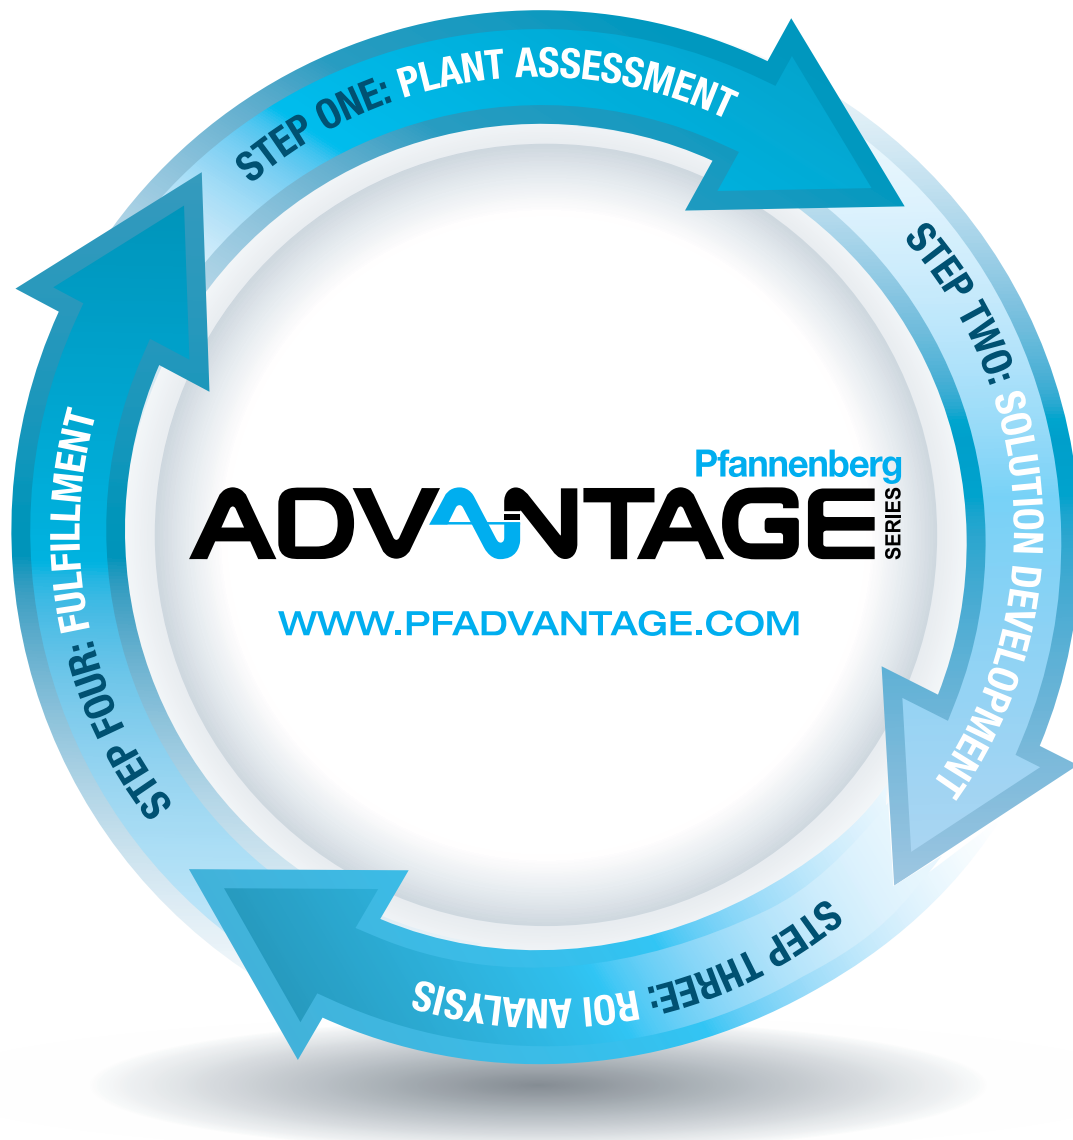 STEP ONE: PLANT ASSESSMENT
STEP TWO: SOLUTION DEVELOPMENT
STEP THREE: ROI ANALYSIS
STEP FOUR: FULFILLMENT
Pfannenberg
ADVANTAGE SERIES
WWW.PFADVANTAGE.COM